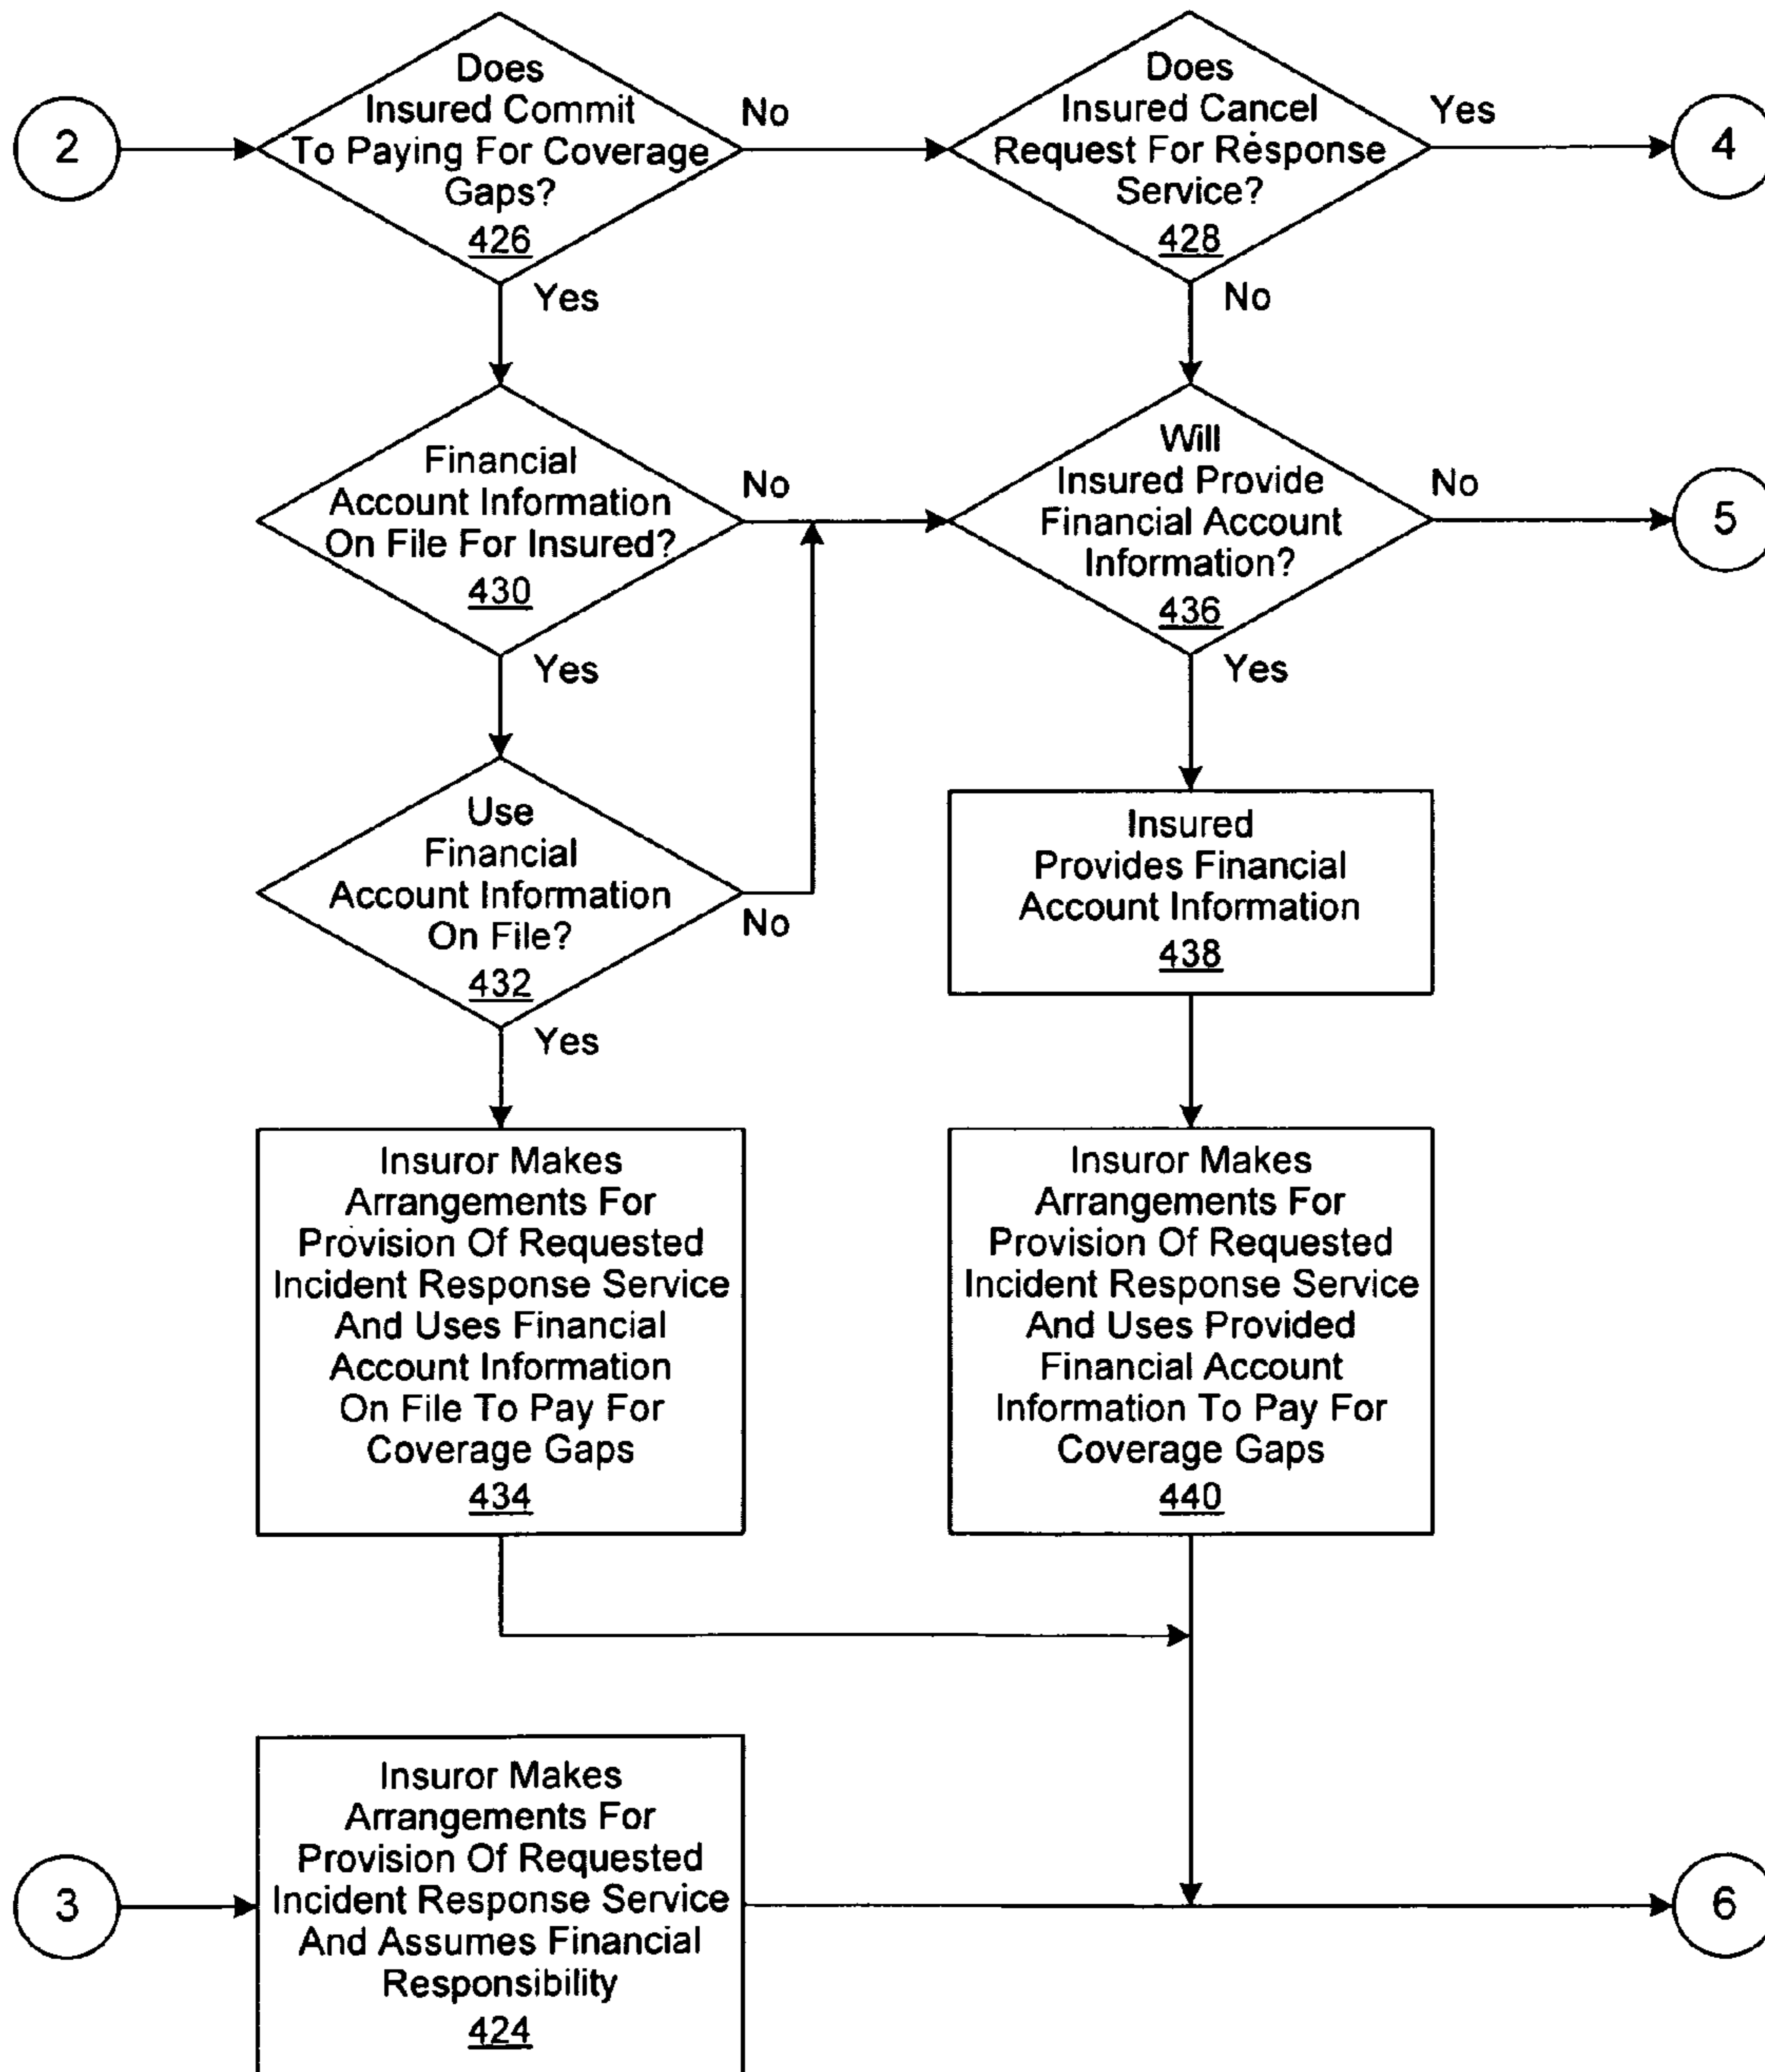 2
Does
Insured Commit
To Paying For Coverage
Gaps?
426
No
Yes
Does
Insured Cancel
Request For Response
Service?
428
Yes
No
4
Financial
Account Information
On File For Insured?
430
No
Yes
Will
Insured Provide
Financial Account
Information?
436
No
Yes
5
Use
Financial
Account Information
On File?
432
No
Yes
Insured
Provides Financial
Account Information
438
Insuror Makes
Arrangements For
Provision Of Requested
Incident Response Service
And Uses Financial
Account Information
On File To Pay For
Coverage Gaps
434
Insuror Makes
Arrangements For
Provision Of Requested
Incident Response Service
And Uses Provided
Financial Account
Information To Pay For
Coverage Gaps
440
3
Insuror Makes
Arrangements For
Provision Of Requested
Incident Response Service
And Assumes Financial
Responsibility
424
6